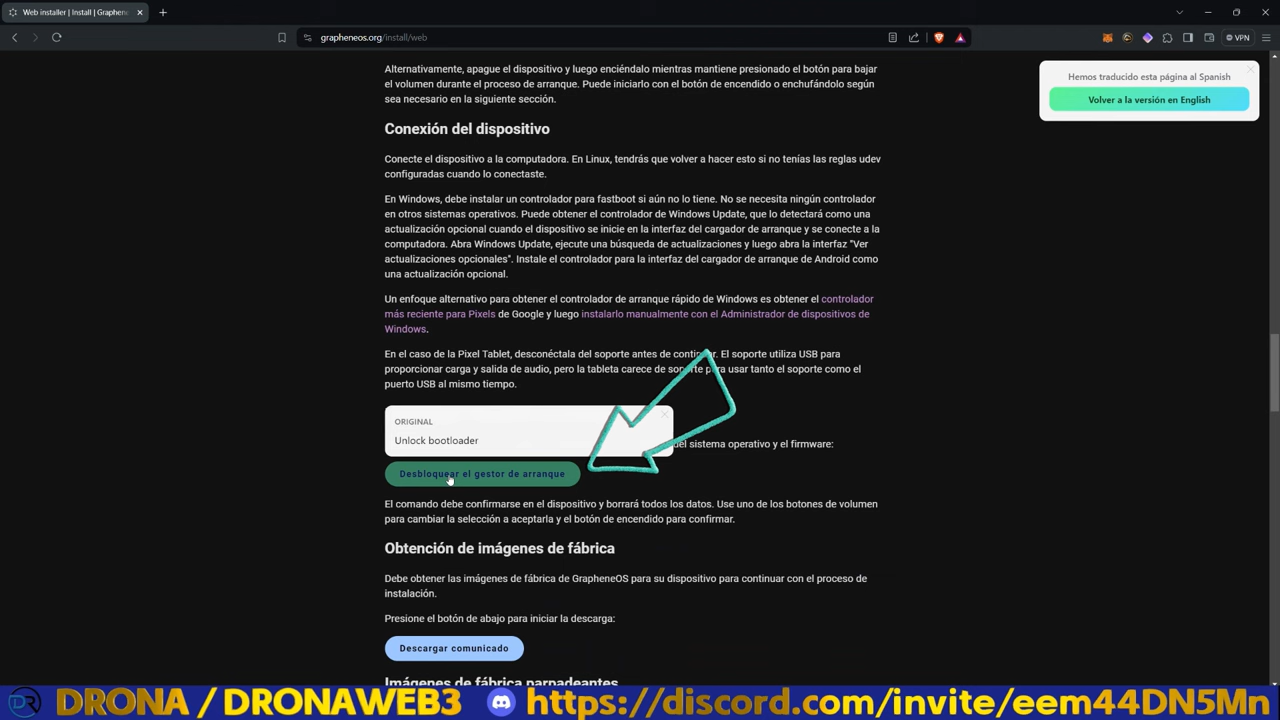 Web installer | Install | Graphene
grapheneos.org/install/web
VPN
Alternativamente, apague el dispositivo y luego enciéndalo mientras mantiene presionado el botón para bajar
el volumen durante el proceso de arranque. Puede iniciarlo con el botón de encendido o enchufándolo según
sea necesario en la siguiente sección.
Hemos traducido esta página al Spanish
Volver a la versión en English
Conexión del dispositivo
Conecte el dispositivo a la computadora. En Linux, tendrás que volver a hacer esto si no tenías las reglas udev
configuradas cuando lo conectaste.
En Windows, debe instalar un controlador para fastboot si aún no lo tiene. No se necesita ningún controlador
en otros sistemas operativos. Puede obtener el controlador de Windows Update, que lo detectará como una
actualización opcional cuando el dispositivo se inicie en la interfaz del cargador de arranque y se conecte a la
computadora. Abra Windows Update, ejecute una búsqueda de actualizaciones y luego abra la interfaz "Ver
actualizaciones opcionales". Instale el controlador para la interfaz del cargador de arranque de Android como
una actualización opcional.
Un enfoque alternativo para obtener el controlador de arranque rápido de Windows es obtener el controlador
más reciente para Pixels de Google y luego instalarlo manualmente con el Administrador de dispositivos de
Windows.
En el caso de la Pixel Tablet, desconéctala del soporte antes de continuar. El soporte utiliza USB para
proporcionar carga y salida de audio, pero la tableta carece de soporte para usar tanto el soporte como el
puerto USB al mismo tiempo.
ORIGINAL
Unlock bootloader
del sistema operativo y el firmware:
Desbloquear el gestor de arranque
El comando debe confirmarse en el dispositivo y borrará todos los datos. Use uno de los botones de volumen
para cambiar la selección a aceptarla y el botón de encendido para confirmar.
Obtención de imágenes de fábrica
Debe obtener las imágenes de fábrica de GrapheneOS para su dispositivo para continuar con el proceso de
instalación.
Presione el botón de abajo para iniciar la descarga:
Descargar comunicado
Imágenes de fábrica parpadeantes
DR DRONA / DRONAWEB3 https://discord.com/invite/eem44DN5Mn